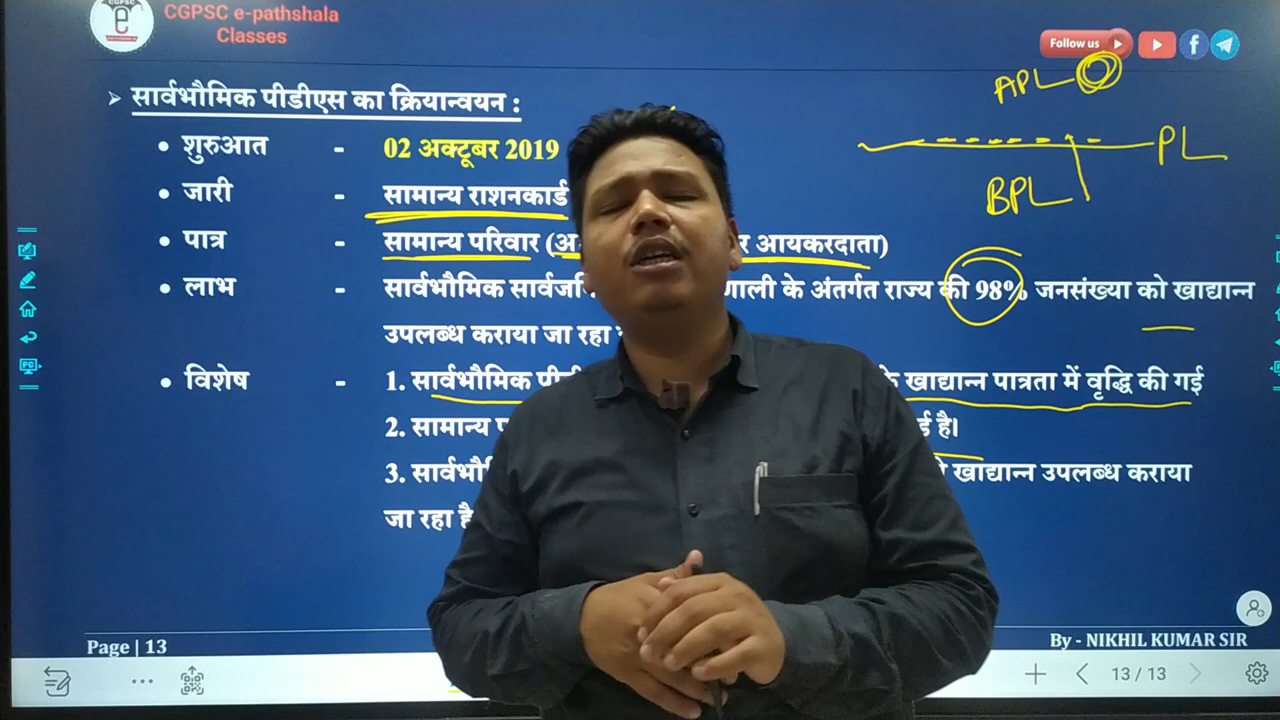 CGPSC
e
CGPSC e-pathshala
Classes
Follow us
APL
PL
BPL
➢ सार्वभौमिक पीडीएस का क्रियान्वयन :
• शुरुआत - 02 अक्टूबर 2019
• जारी - सामान्य राशनकार्ड
• पात्र - सामान्य परिवार (अ र आयकरदाता)
• लाभ - सार्वभौमिक सार्वजनि णाली के अंतर्गत राज्य की 98% जनसंख्या को खाद्यान्न
उपलब्ध कराया जा रहा
• विशेष - 1. सार्वभौमिक खाद्यान्न पात्रता में वृद्धि की गई
2. सामान्य है।
3. खाद्यान्न उपलब्ध कराया
जा रहा है
Page | 13
By - NIKHIL KUMAR SIR
13 / 13